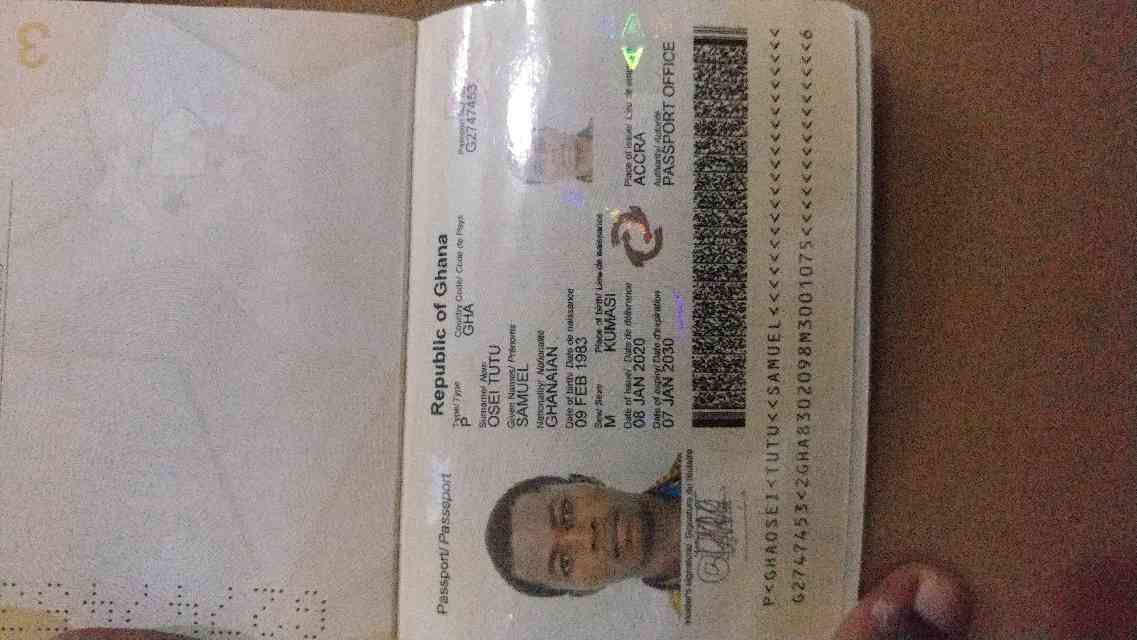 3
Passport/ Passeport
Republic of Ghana
Type/ Type
Country Code/ Code de Pays
P
GHA
G2747453
Surname/ Nom
OSEI TUTU
Given Names/ Prénoms
SAMUEL
Nationality/ Nationalité
GHANAIAN
Date of birth/ Date de naissance
09 FEB 1983
Sex/ Sexe
Place of birth/ Lieu de naissance
M
KUMASI
Date of issue/ Date de délivrance
Place of issue/ Lieu de
08 JAN 2020
ACCRA
Date of expiry/ Date d'expiration
Authority/ Autorité
07 JAN 2030
PASSPORT OFFICE
Holder's signature/ Signature du titulaire
P<GHAOSEI<TUTU<<SAMUEL<<<<<<<<<<<<<<<<<<<<<<
G2747453<2GHA8302098M3001075<<<<<<<<<<<<<<<6